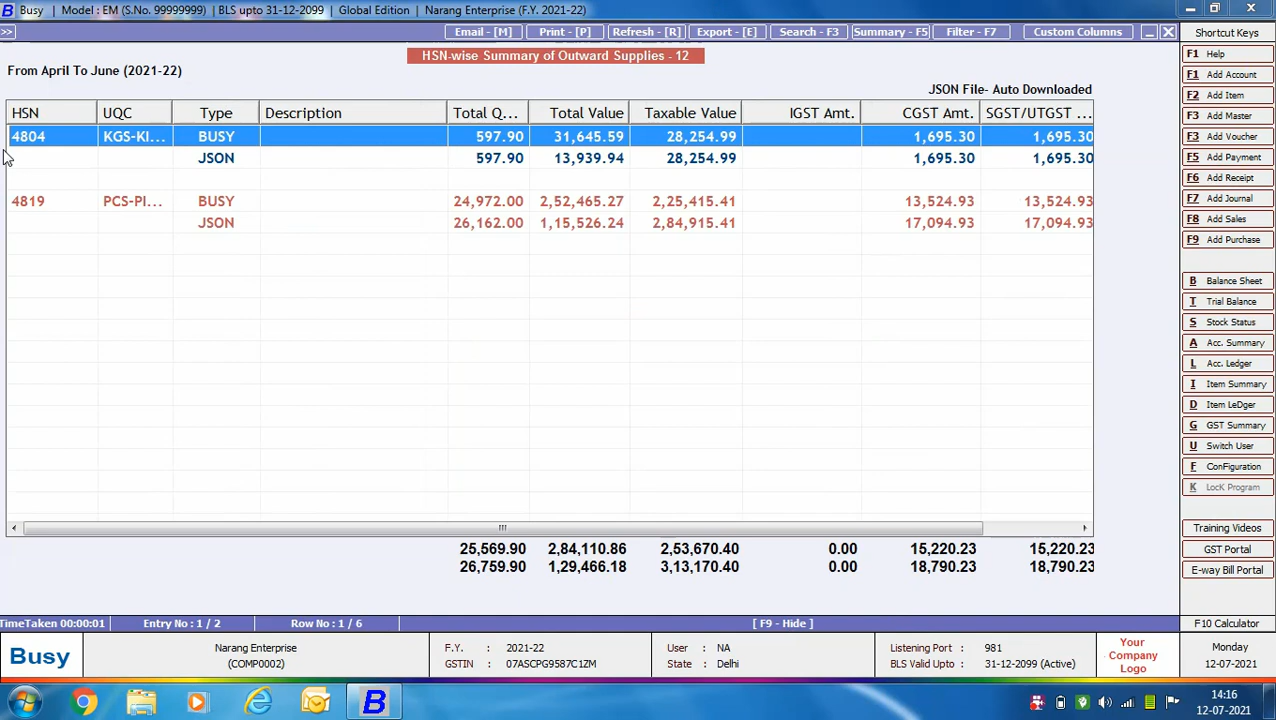 Busy Model : EM (S.No. 99999999) BLS upto 31-12-2099 Global Edition Narang Enterprise (F.Y. 2021-22)
>> Email - [M] Print - [P] Refresh - [R] Export - [E] Search - F3 Summary - F5 Filter - F7 Custom Columns
HSN-wise Summary of Outward Supplies - 12
From April To June (2021-22)
JSON File- Auto Downloaded
HSN UQC Type Description Total Q... Total Value Taxable Value IGST Amt. CGST Amt. SGST/UTGST ...
4804 KGS-KI... BUSY 597.90 31,645.59 28,254.99 1,695.30 1,695.30
JSON 597.90 13,939.94 28,254.99 1,695.30 1,695.30
4819 PCS-PI... BUSY 24,972.00 2,52,465.27 2,25,415.41 13,524.93 13,524.93
JSON 26,162.00 1,15,526.24 2,84,915.41 17,094.93 17,094.93
25,569.90 2,84,110.86 2,53,670.40 0.00 15,220.23 15,220.23
26,759.90 1,29,466.18 3,13,170.40 0.00 18,790.23 18,790.23
TimeTaken 00:00:01 Entry No : 1 / 2 Row No : 1 / 6 [ F9 - Hide ]
Busy
Narang Enterprise
(COMP0002)
F.Y. : 2021-22
GSTIN : 07ASCPG9587C1ZM
User : NA
State : Delhi
Listening Port : 981
BLS Valid Upto : 31-12-2099 (Active)
Your
Company
Logo
Shortcut Keys
F1 Help
F1 Add Account
F2 Add Item
F3 Add Master
F3 Add Voucher
F5 Add Payment
F6 Add Receipt
F7 Add Journal
F8 Add Sales
F9 Add Purchase
B Balance Sheet
T Trial Balance
S Stock Status
A Acc. Summary
L Acc. Ledger
I Item Summary
D Item LeDger
G GST Summary
U Switch User
F ConFiguration
K LocK Program
Training Videos
GST Portal
E-way Bill Portal
F10 Calculator
Monday
12-07-2021
14:16
12-07-2021